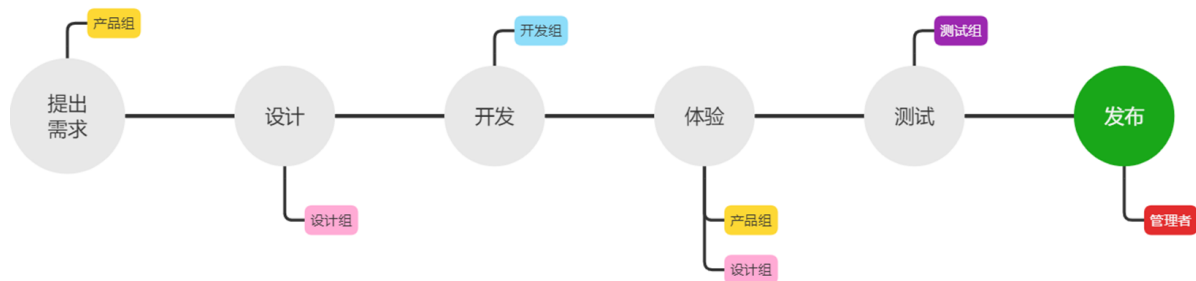 产品组
提出
需求
设计
设计组
开发组
开发
体验
产品组
设计组
测试组
测试
发布
管理者